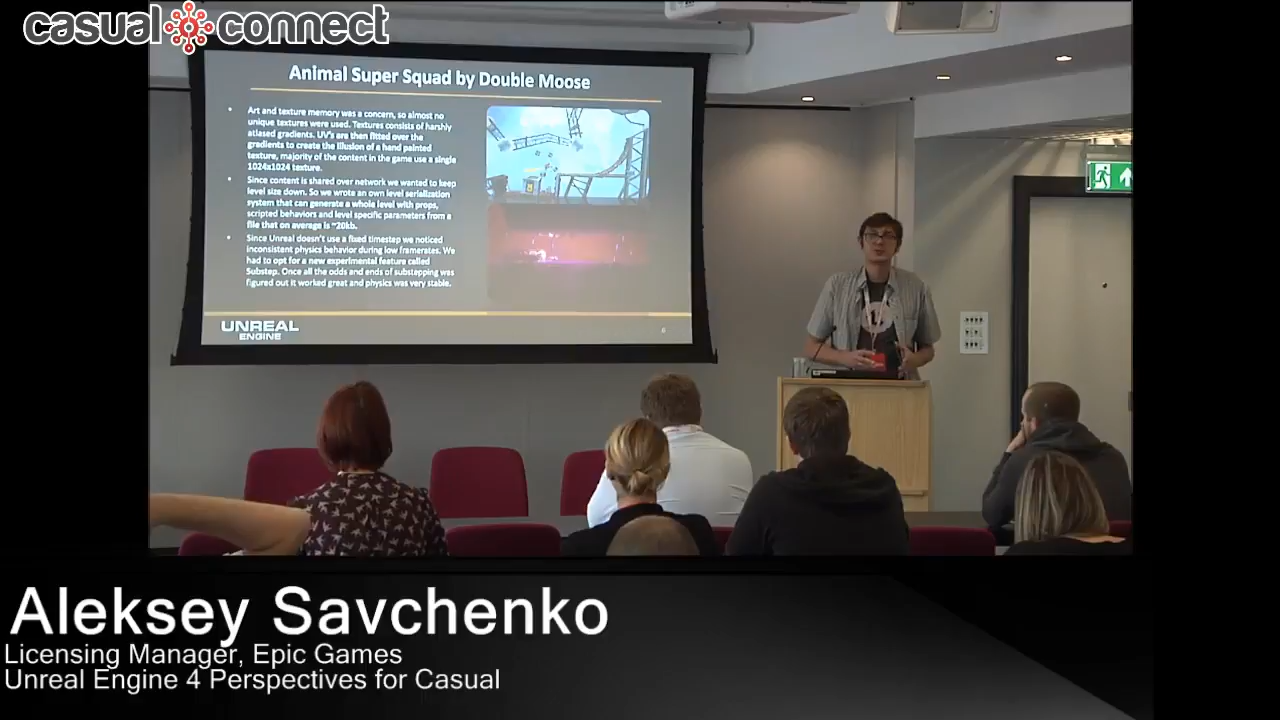 casual connect
Animal Super Squad by Double Moose
• Art and texture memory was a concern, so almost no
unique textures were used. Textures consists of harshly
atlased gradients. UV's are then fitted over the
gradients to create the illusion of a hand painted
texture, majority of the content in the game use a single
1024x1024 texture.
• Since content is shared over network we wanted to keep
level size down. So we wrote an own level serialization
system that can generate a whole level with props,
scripted behaviors and level specific parameters from a
file that on average is ~20kb.
• Since Unreal doesn't use a fixed timestep we noticed
inconsistent physics behavior during low framerates. We
had to opt for a new experimental feature called
Substep. Once all the odds and ends of substepping was
figured out it worked great and physics was very stable.
UNREAL
ENGINE
Aleksey Savchenko
Licensing Manager, Epic Games
Unreal Engine 4 Perspectives for Casual